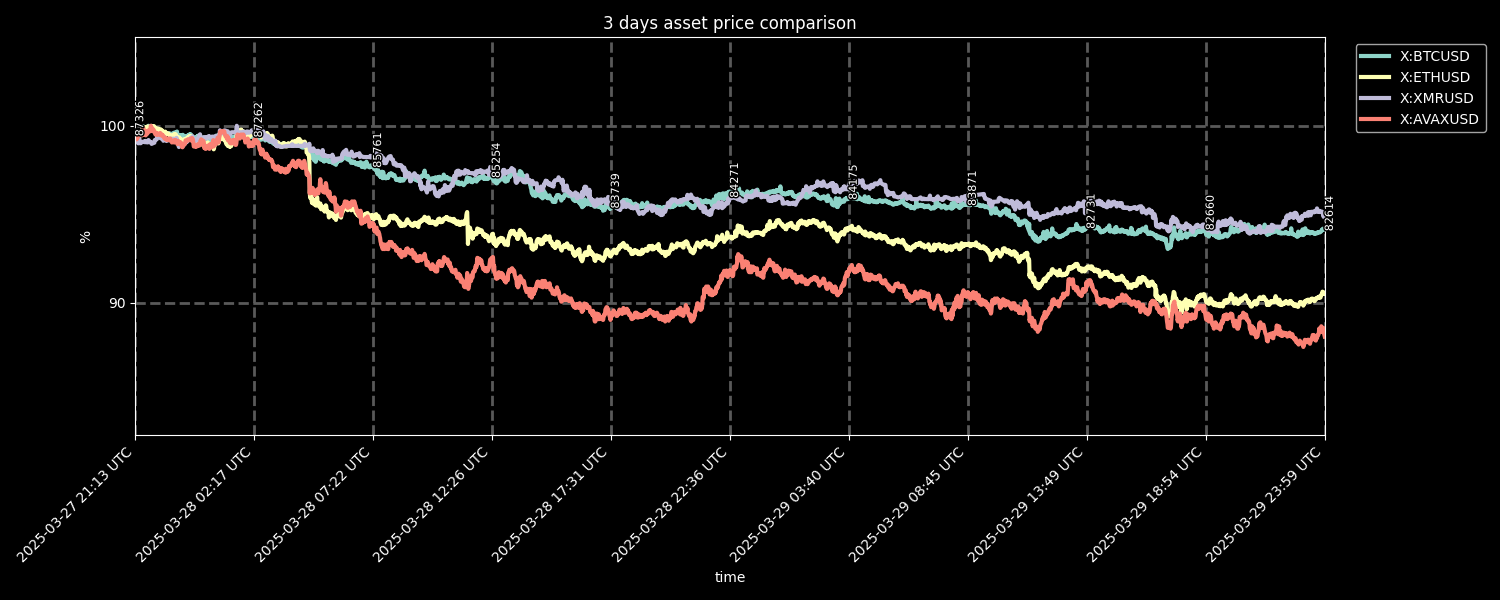 3 days asset price comparison
X:BTCUSD
X:ETHUSD
X:XMRUSD
X:AVAXUSD
100
90
%
87326
87262
85761
85254
83739
84271
84175
83871
82731
82660
82614
2025-03-27 21:13 UTC
2025-03-28 02:17 UTC
2025-03-28 07:22 UTC
2025-03-28 12:26 UTC
2025-03-28 17:31 UTC
2025-03-28 22:36 UTC
2025-03-29 03:40 UTC
2025-03-29 08:45 UTC
2025-03-29 13:49 UTC
2025-03-29 18:54 UTC
2025-03-29 23:59 UTC
time